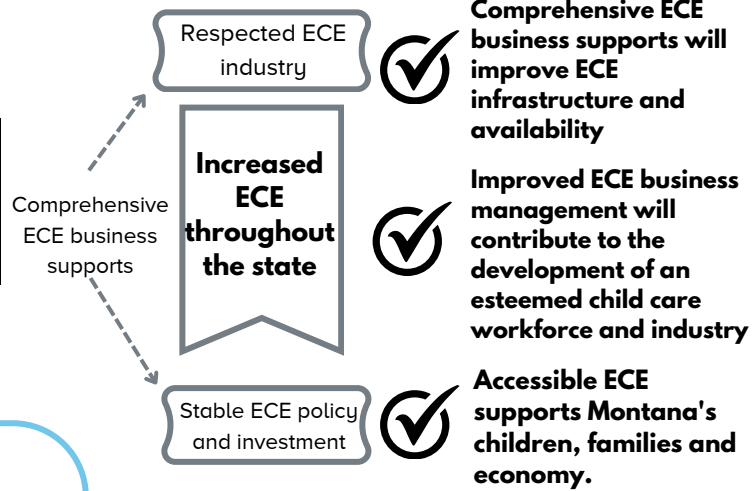 Respected ECE
industry
Comprehensive
ECE business
supports
Increased
ECE
throughout
the state
Stable ECE policy
and investment
Comprehensive ECE
business supports will
improve ECE
infrastructure and
availability
Improved ECE business
management will
contribute to the
development of an
esteemed child care
workforce and industry
Accessible ECE
supports Montana's
children, families and
economy.